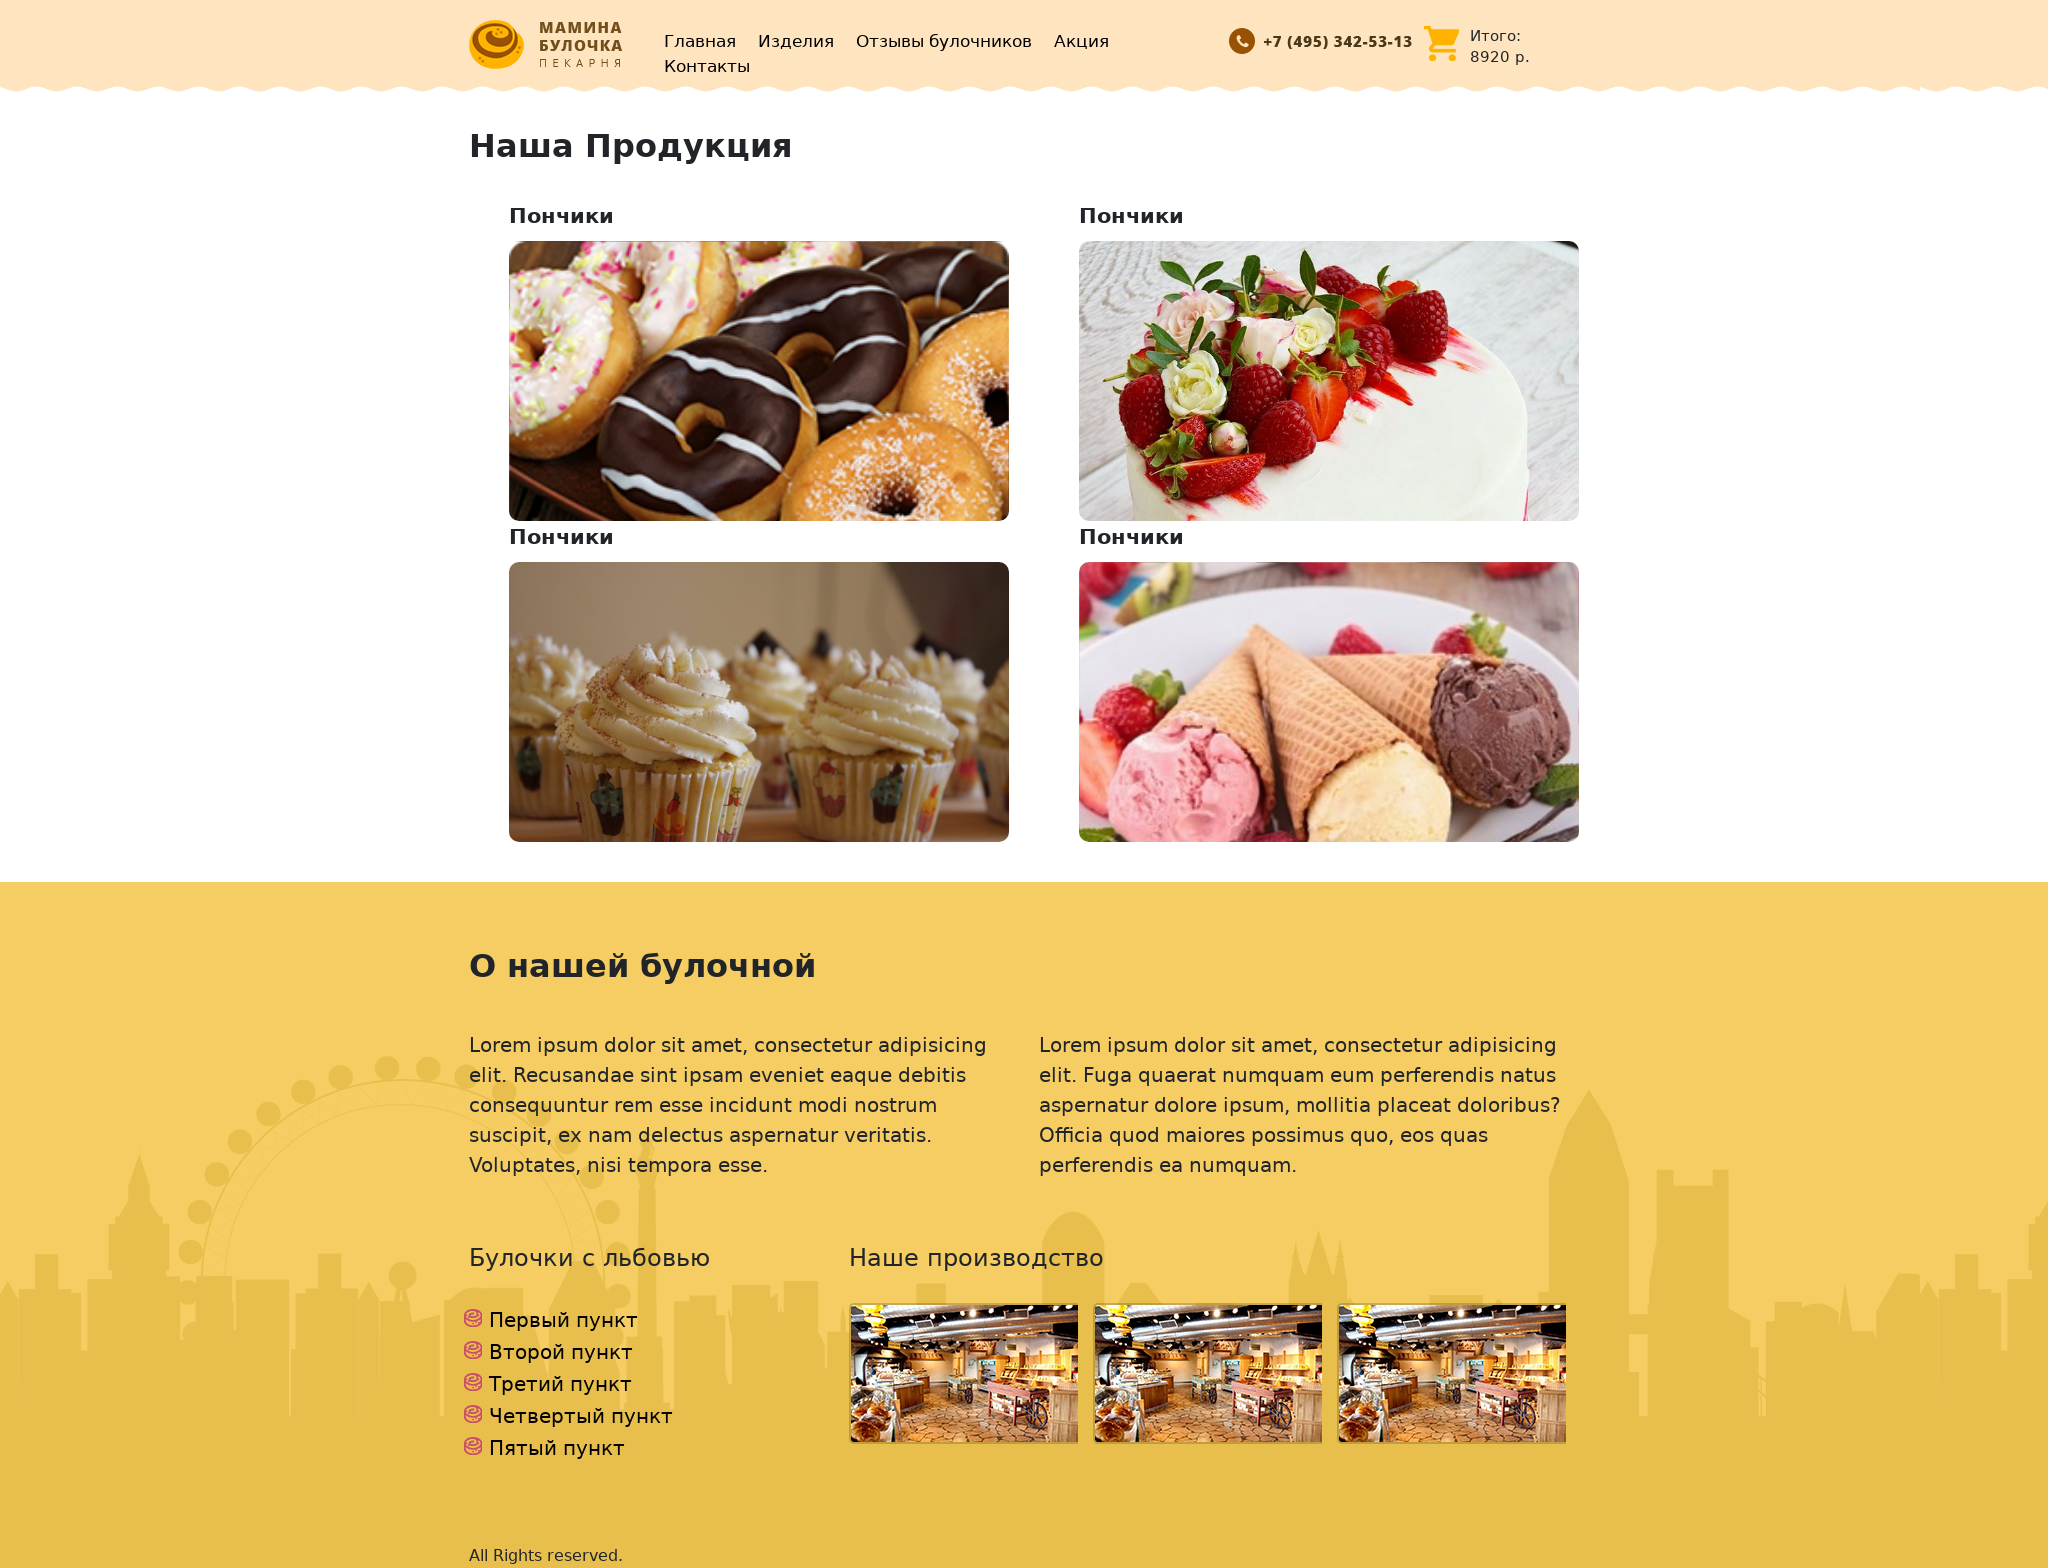 МАМИНА
БУЛОЧКА
ПЕКАРНЯ
Главная Изделия Отзывы булочников Акция
Контакты
+7 (495) 342-53-13
Итого:
8920 р.
Наша Продукция
Пончики
Пончики
Пончики
Пончики
О нашей булочной
Lorem ipsum dolor sit amet, consectetur adipisicing
elit. Recusandae sint ipsam eveniet eaque debitis
consequuntur rem esse incidunt modi nostrum
suscipit, ex nam delectus aspernatur veritatis.
Voluptates, nisi tempora esse.
Lorem ipsum dolor sit amet, consectetur adipisicing
elit. Fuga quaerat numquam eum perferendis natus
aspernatur dolore ipsum, mollitia placeat doloribus?
Officia quod maiores possimus quo, eos quas
perferendis ea numquam.
Булочки с льбовью
Первый пункт
Второй пункт
Третий пункт
Четвертый пункт
Пятый пункт
Наше производство
All Rights reserved.